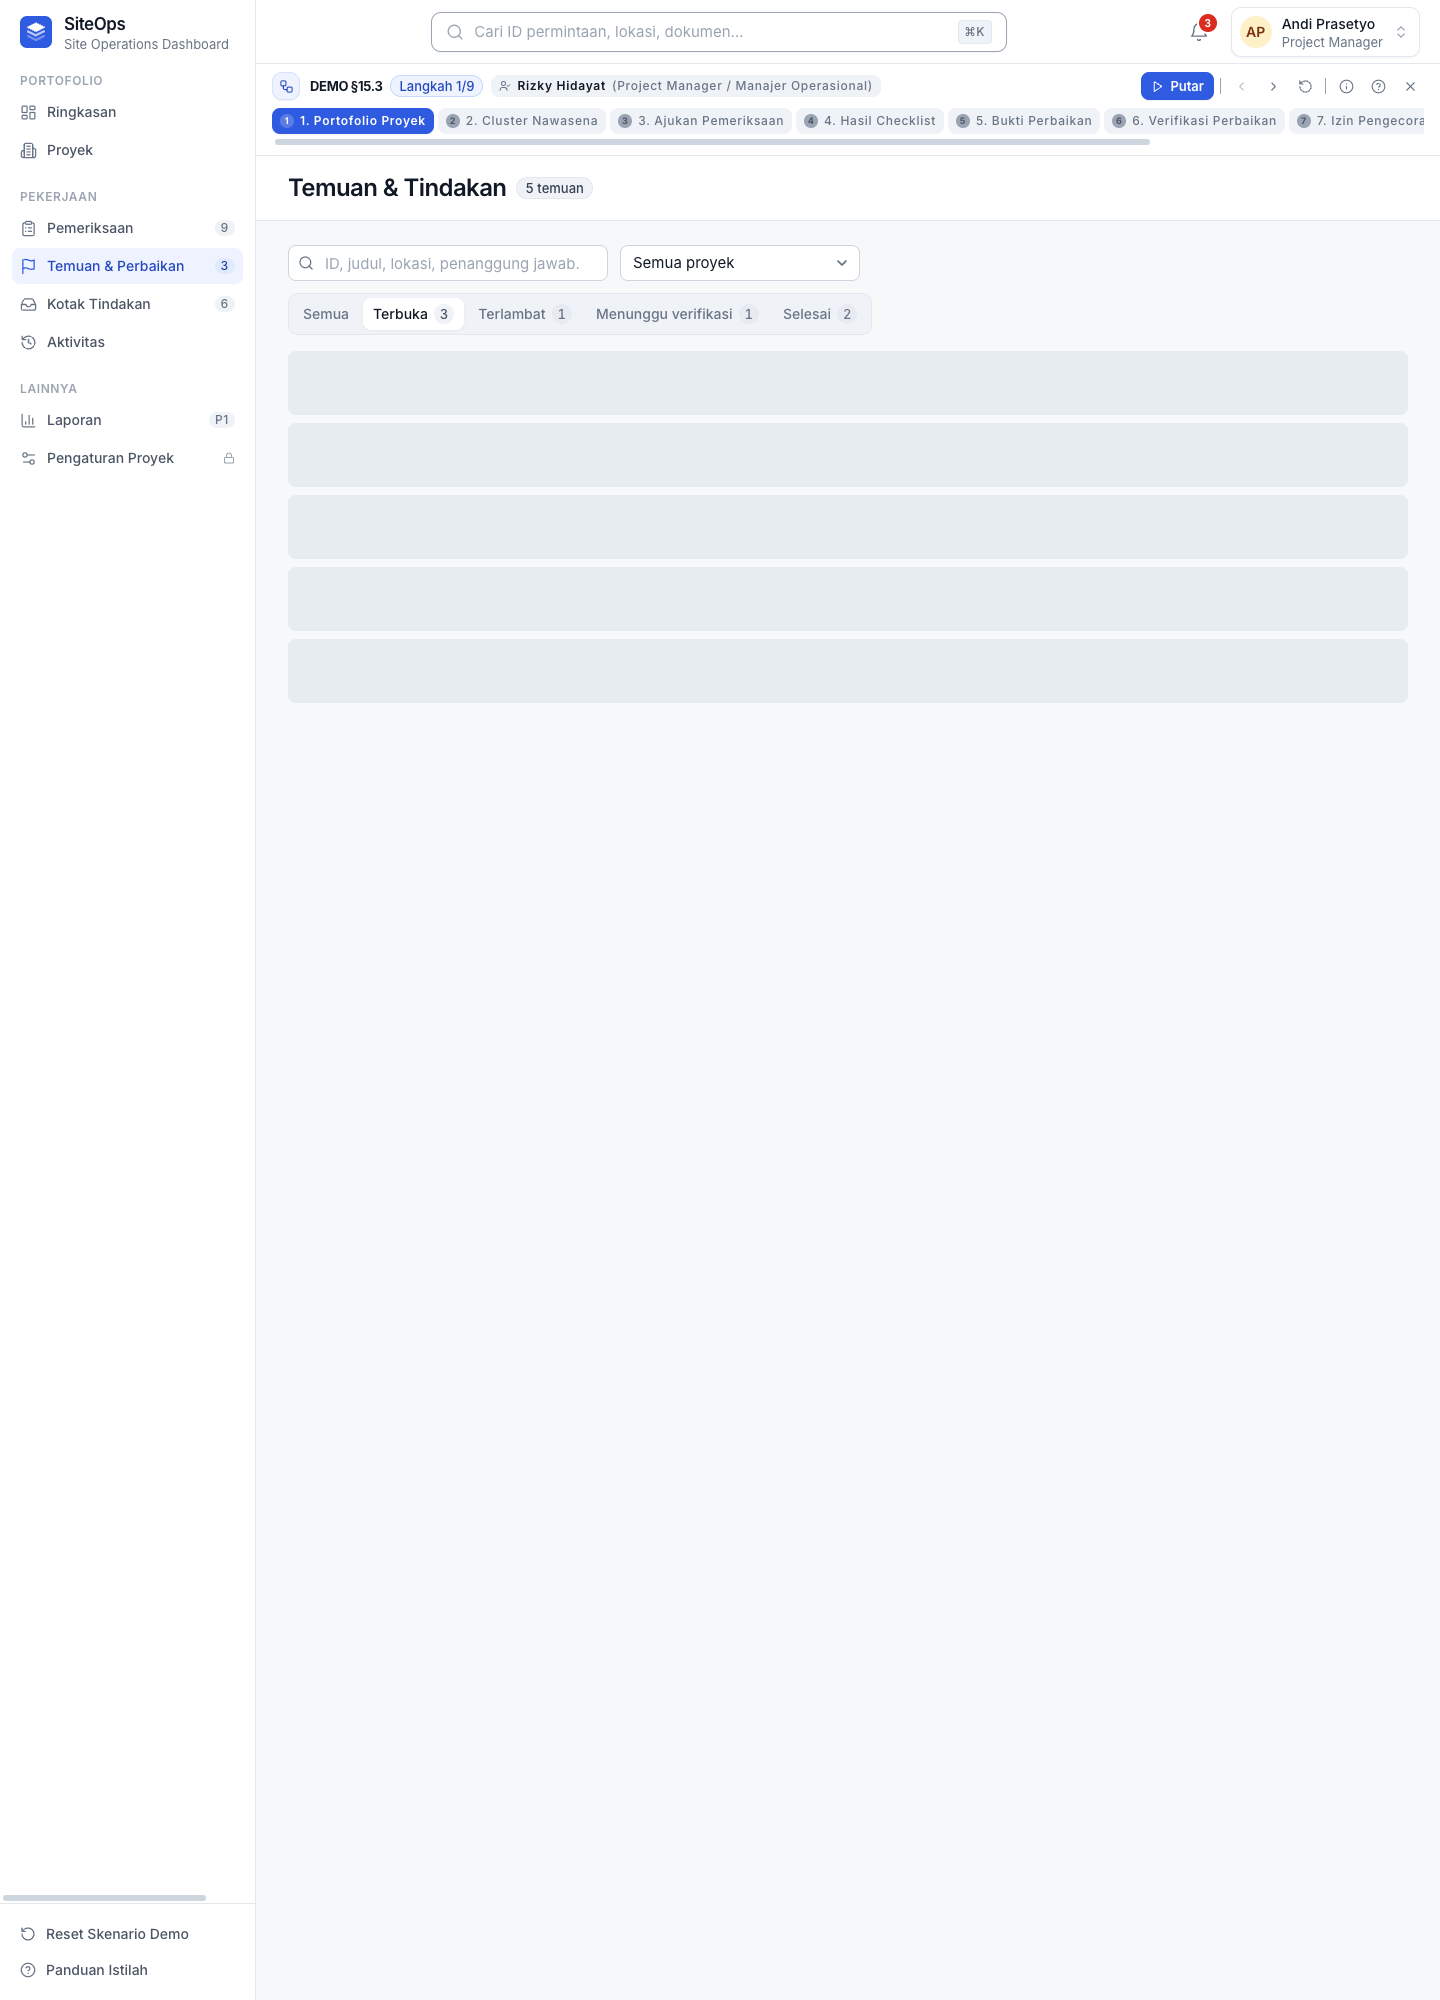 SiteOps
Site Operations Dashboard
PORTOFOLIO
Ringkasan
Proyek
PEKERJAAN
Pemeriksaan 9
Temuan & Perbaikan 3
Kotak Tindakan 6
Aktivitas
LAINNYA
Laporan P1
Pengaturan Proyek
Reset Skenario Demo
Panduan Istilah
Cari ID permintaan, lokasi, dokumen... ⌘K
3
AP
Andi Prasetyo
Project Manager
DEMO §15.3 Langkah 1/9 Rizky Hidayat (Project Manager / Manajer Operasional) Putar
1 1. Portofolio Proyek 2 2. Cluster Nawasena 3 3. Ajukan Pemeriksaan 4 4. Hasil Checklist 5 5. Bukti Perbaikan 6 6. Verifikasi Perbaikan 7 7. Izin Pengecora
Temuan & Tindakan 5 temuan
ID, judul, lokasi, penanggung jawab. Semua proyek
Semua Terbuka 3 Terlambat 1 Menunggu verifikasi 1 Selesai 2